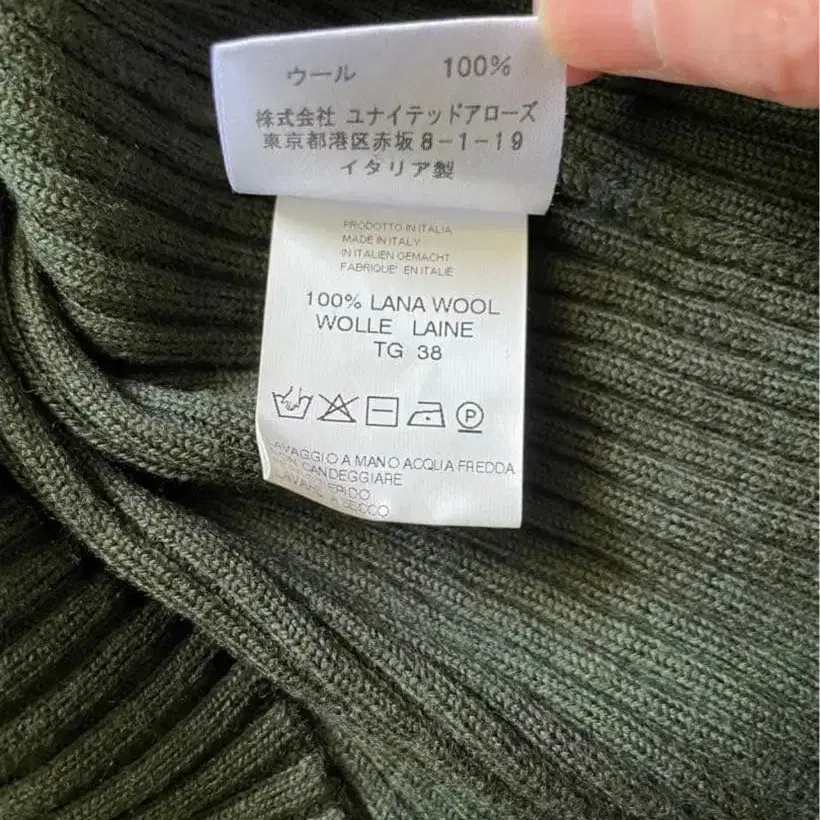 ウール 100%
株式会社 ユナイテッドアローズ
東京都港区赤坂8-1-19
イタリア製
PRODOTTO IN ITALIA
MADE IN ITALY
IN ITALIEN GEMACHT
FABRIQUE' EN ITALIE
100% LANA WOOL
WOLLE LAINE
TG 38
P
LAVAGGIO A MANO ACQUA FREDDA
NON CANDEGGIARE
LAVARE A SECCO